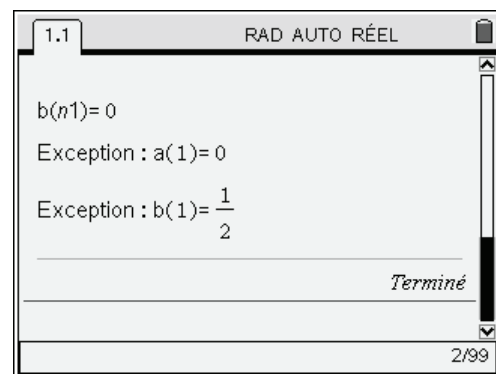 1.1 RAD AUTO RÉEL
b(n1)= 0
Exception : a(1)= 0
Exception : b(1)= 1/2
Terminé
2/99